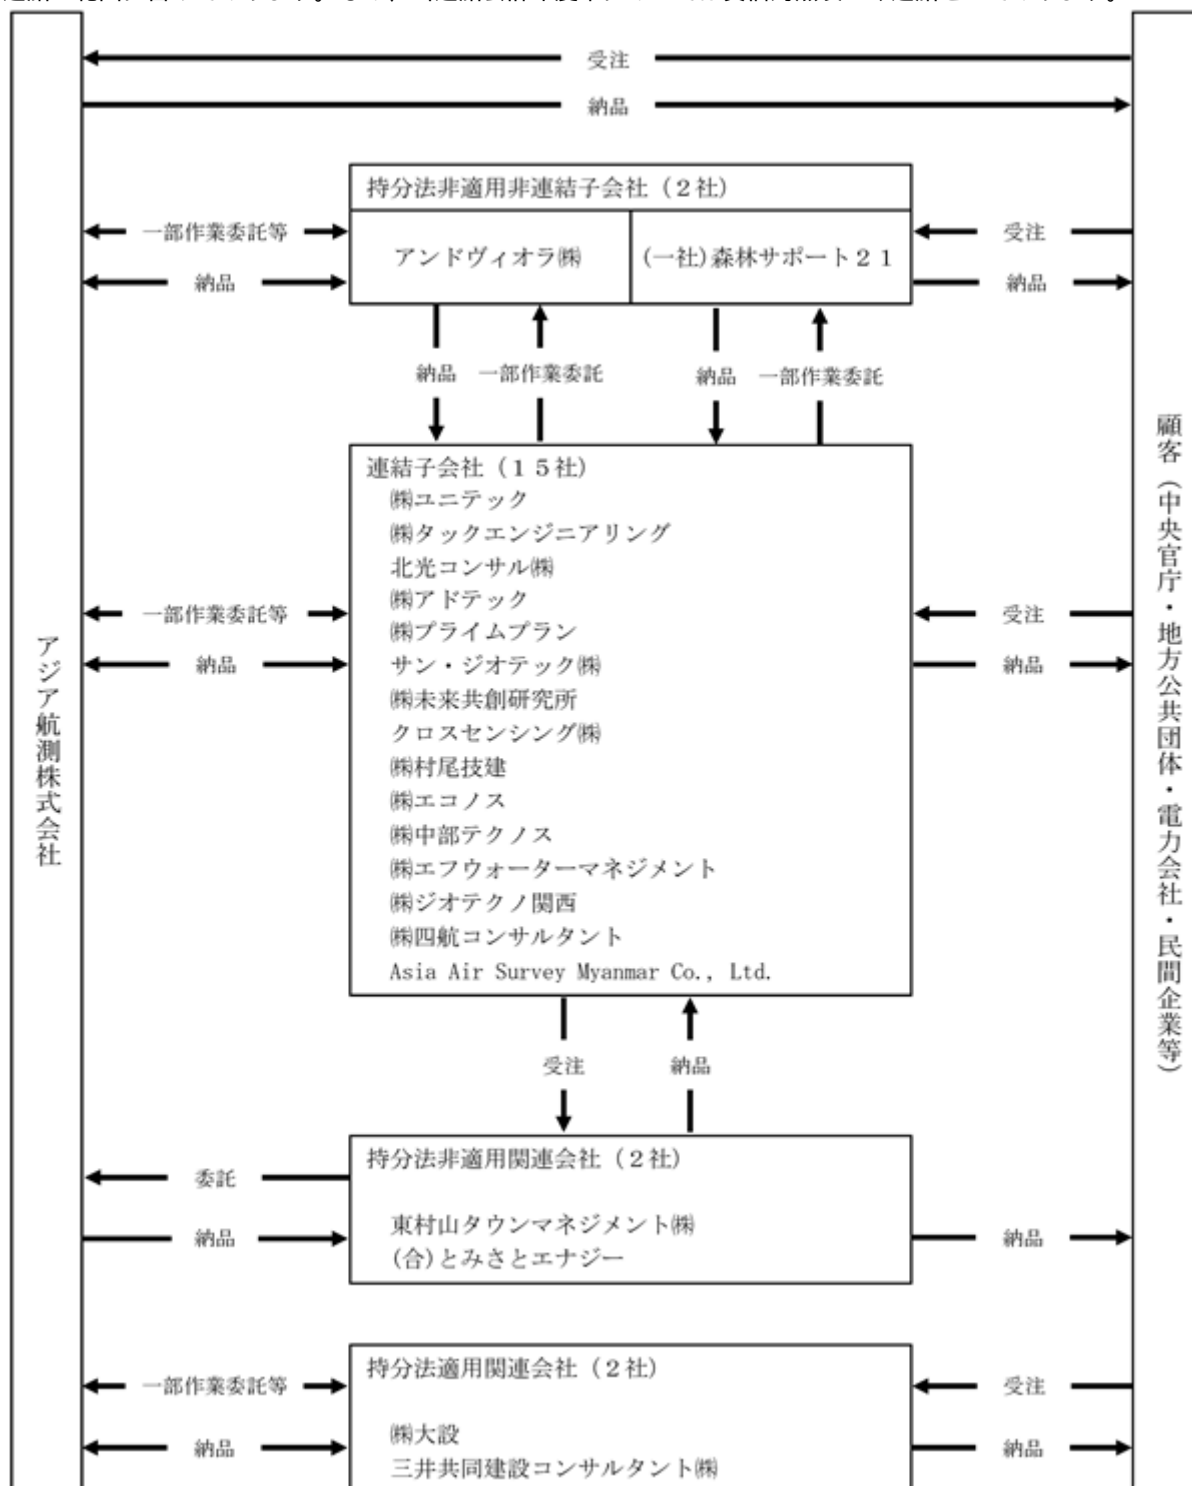 受注
納品
持分法非適用非連結子会社（２社）
一部作業委託等
アンドヴィオラ㈱
(一社)森林サポート２１
受注
納品
納品
納品
一部作業委託
納品
一部作業委託
連結子会社（１５社）
㈱ユニテック
㈱タックエンジニアリング
北光コンサル㈱
㈱アドテック
㈱プライムプラン
サン・ジオテック㈱
㈱未来共創研究所
クロスセンシング㈱
㈱村尾技建
㈱エコノス
㈱中部テクノス
㈱エフウォーターマネジメント
㈱ジオテクノ関西
㈱四航コンサルタント
Asia Air Survey Myanmar Co., Ltd.
一部作業委託等
納品
受注
納品
アジア航測株式会社
顧客（中央官庁・地方公共団体・電力会社・民間企業等）
受注
納品
持分法非適用関連会社（２社）
委託
東村山タウンマネジメント㈱
(合)とみさとエナジー
納品
納品
持分法適用関連会社（２社）
一部作業委託等
受注
㈱大設
三井共同建設コンサルタント㈱
納品
納品